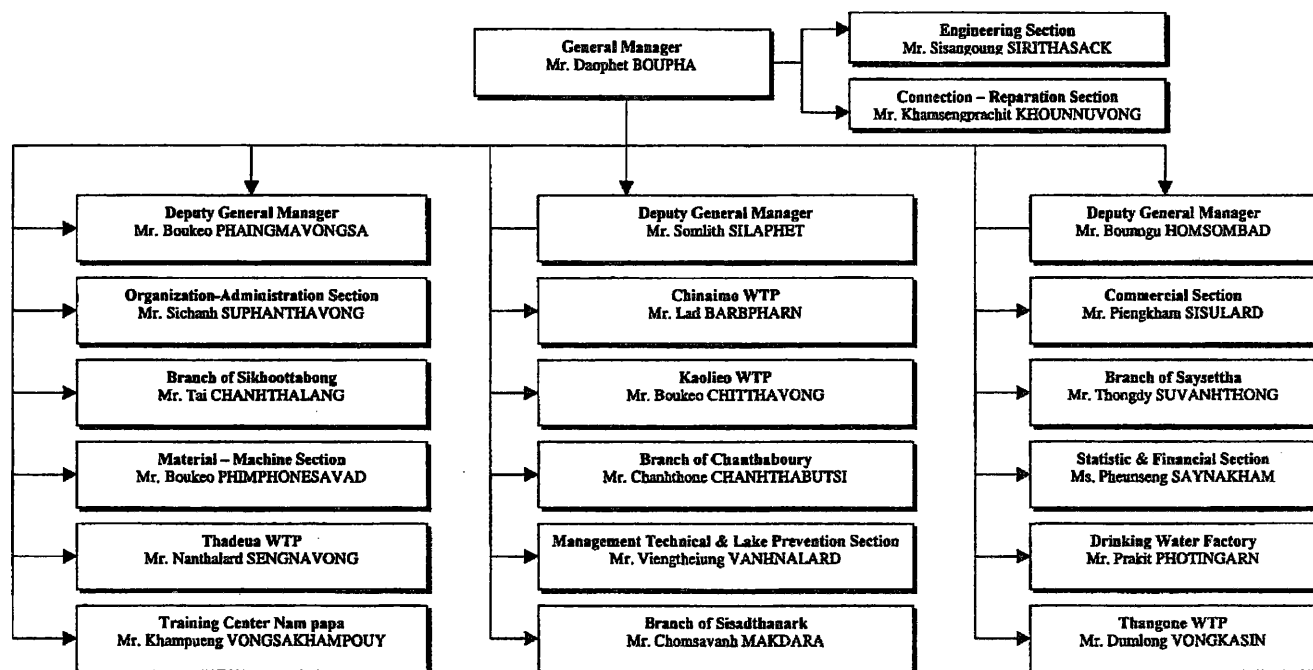 General Manager
Mr. Daophet BOUPHA
Engineering Section
Mr. Sisangoung SIRITHASACK
Connection – Reparation Section
Mr. Khamsengprachit KHOUNNUVONG
Deputy General Manager
Mr. Boukeo PHAINGMAVONGSA
Organization-Administration Section
Mr. Sichanh SUPHANTHAVONG
Branch of Sikhoottabong
Mr. Tai CHANHTHALANG
Material – Machine Section
Mr. Boukeo PHIMPHONESAVAD
Thadeua WTP
Mr. Nanthalard SENGNAVONG
Training Center Nam papa
Mr. Khampueng VONGSAKHAMPOUY
Deputy General Manager
Mr. Somlith SILAPHET
Chinaimo WTP
Mr. Lad BARBPHARN
Kaolieo WTP
Mr. Boukeo CHITTHAVONG
Branch of Chanthaboury
Mr. Chanhthone CHANHTHABUTSI
Management Technical & Lake Prevention Section
Mr. Viengtheiung VANHNALARD
Branch of Sisadthanark
Mr. Chomsavanh MAKDARA
Deputy General Manager
Mr. Bounogu HOMSOMBAD
Commercial Section
Mr. Piengkham SISULARD
Branch of Saysettha
Mr. Thongdy SUVANHTHONG
Statistic & Financial Section
Ms. Pheunseng SAYNAKHAM
Drinking Water Factory
Mr. Prakit PHOTINGARN
Thangone WTP
Mr. Dumlong VONGKASIN